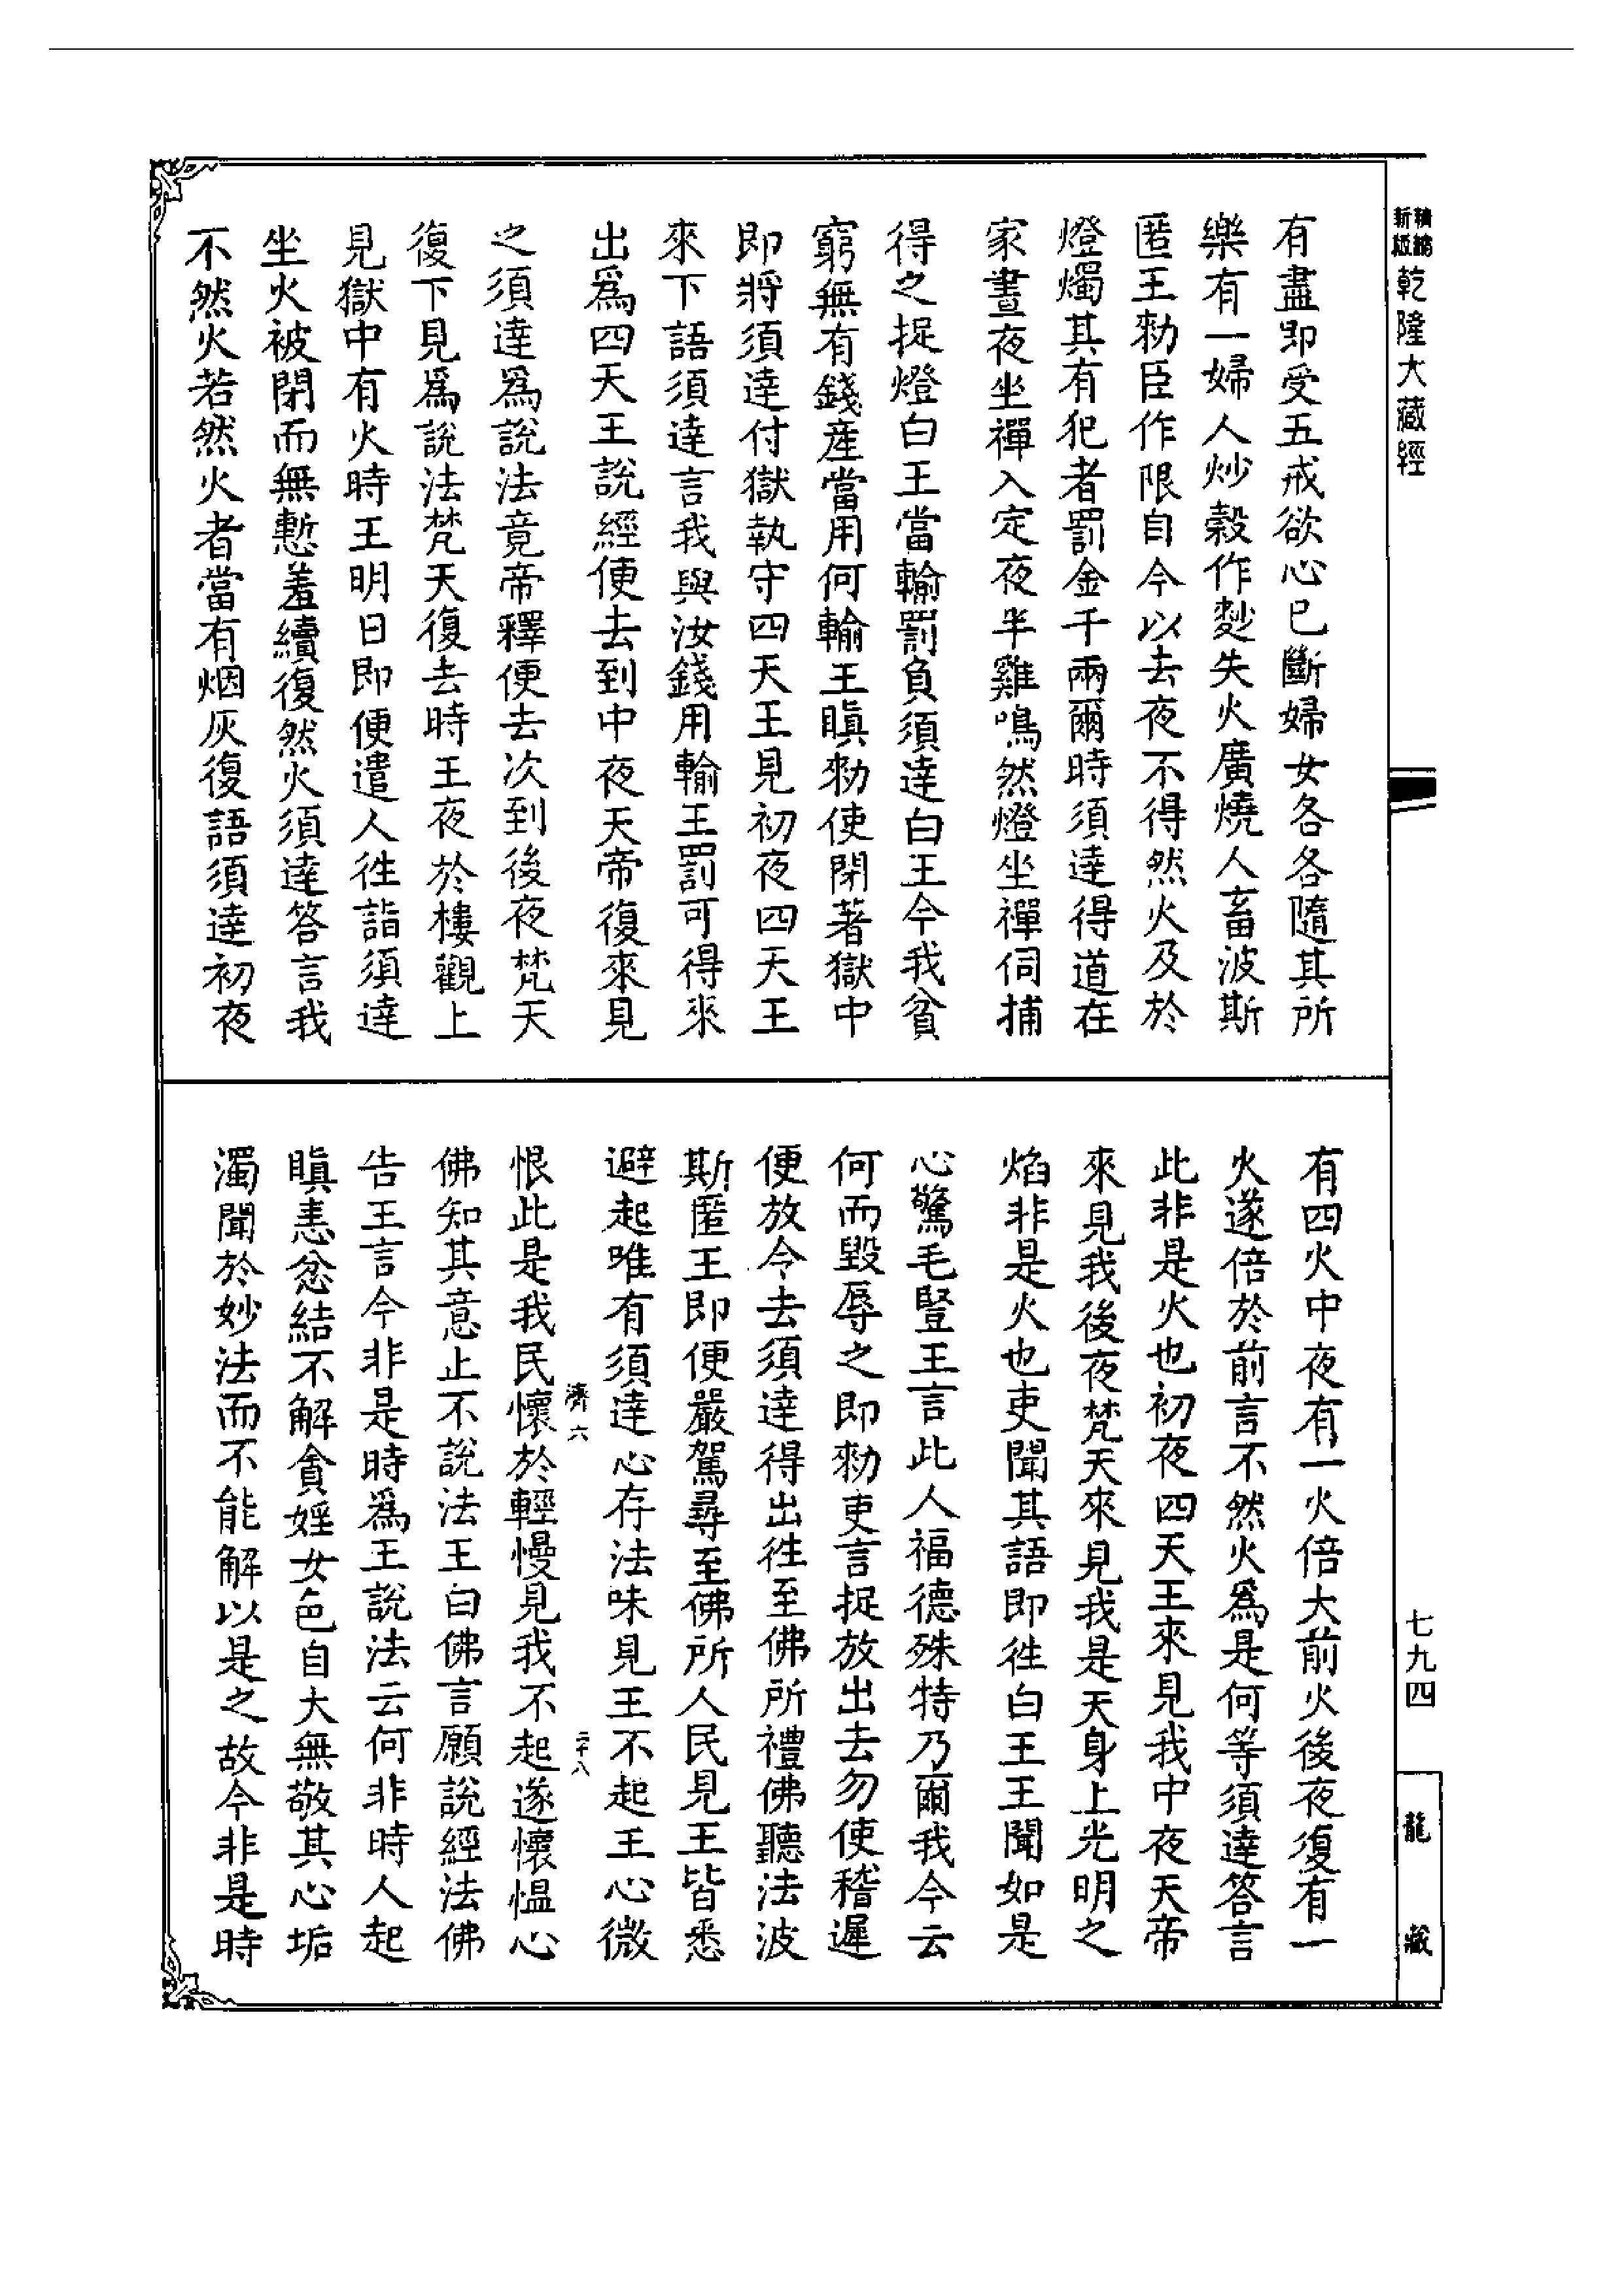 新版精縮乾隆大藏經
有盡即受五戒欲心已斷婦女各各隨其所
樂有一婦人炒穀作麨失火廣燒人畜波斯
匿王勑臣作限自今以去夜不得然火及於
燈燭其有犯者罰金千兩爾時須達得道在
家晝夜坐禪入定夜半雞鳴然燈坐禪伺捕
得之捉燈白王當輸罰負須達白王今我貧
窮無有錢産當用何輸王瞋勑使閉著獄中
即將須達付獄執守四天王見初夜四天王
來下語須達言我與汝錢用輸王罰可得來
出爲四天王說經便去到中夜天帝復來見
之須達爲說法竟帝釋便去次到後夜梵天
復下見爲說法梵天復去時王夜於樓觀上
見獄中有火時王明日即便遣人徃詣須達
坐火被閉而無慙羞續復然火須達答言我
不然火若然火者當有烟灰復語須達初夜
有四火中夜有一火倍大前火後夜復有一
火遂倍於前言不然火爲是何等須達答言
此非是火也初夜四天王來見我中夜天帝
來見我後夜梵天來見我是天身上光明之
焰非是火也吏聞其語即徃白王王聞如是
心驚毛豎王言此人福德殊特乃爾我今云
何而毀辱之即勑吏言捉放出去勿使稽遲
便放令去須達得出徃至佛所禮佛聽法波
斯匿王即便嚴駕尋至佛所人民見王皆悉
避起唯有須達心存法味見王不起王心微
濟六 二十八
恨此是我民懷於輕慢見我不起遂懷愠心
佛知其意止不說法王白佛言願說經法佛
告王言今非是時爲王說法云何非時人起
瞋恚忿結不解貪婬女色自大無敬其心垢
濁聞於妙法而不能解以是之故今非是時
七九四
龍藏